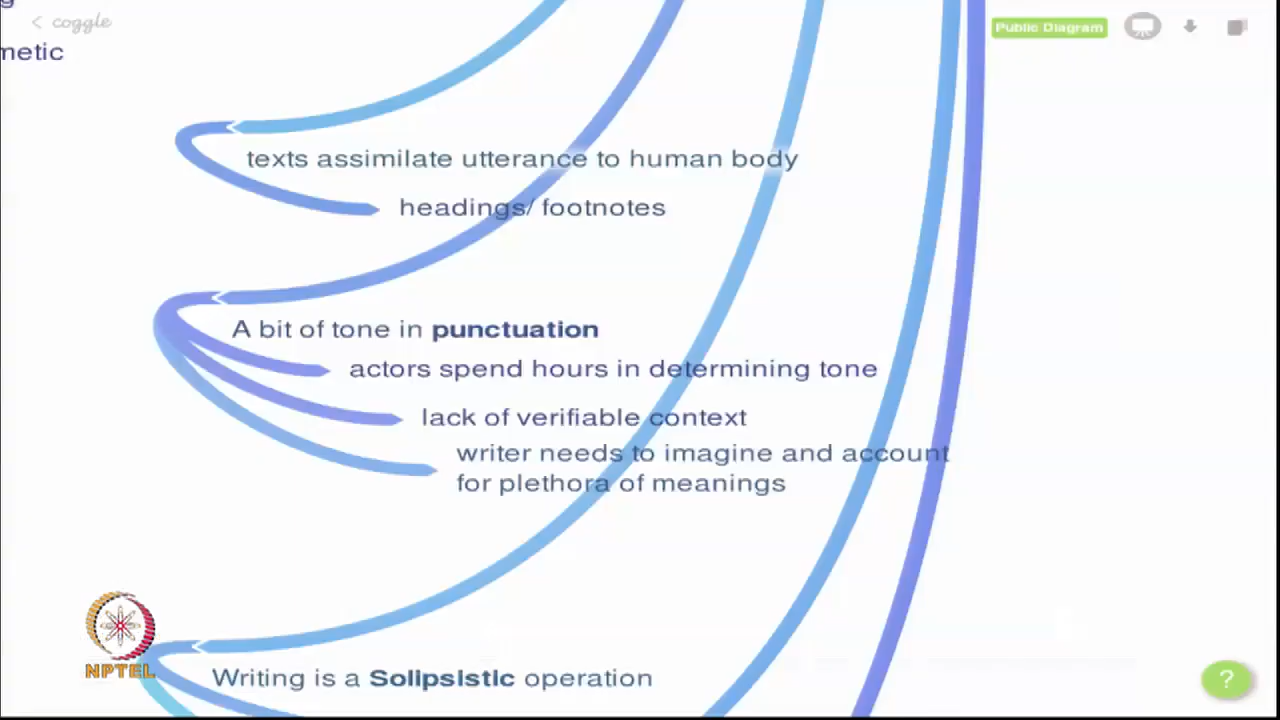 coggle
Public Diagram
metic
texts assimilate utterance to human body
headings/ footnotes
A bit of tone in punctuation
actors spend hours in determining tone
lack of verifiable context
writer needs to imagine and account
for plethora of meanings
NPTEL
Writing is a Solipsistic operation
?